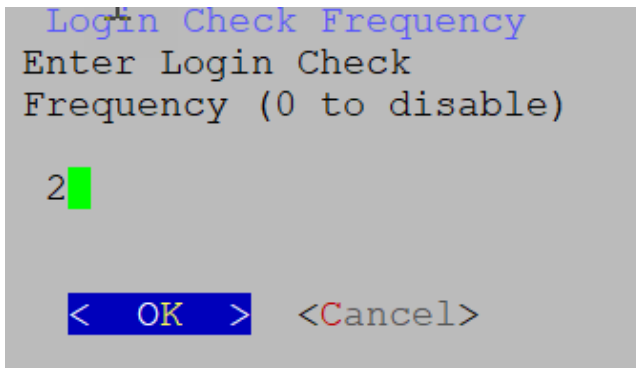 Login Check Frequency
Enter Login Check
Frequency (0 to disable)
2
< OK > <Cancel>